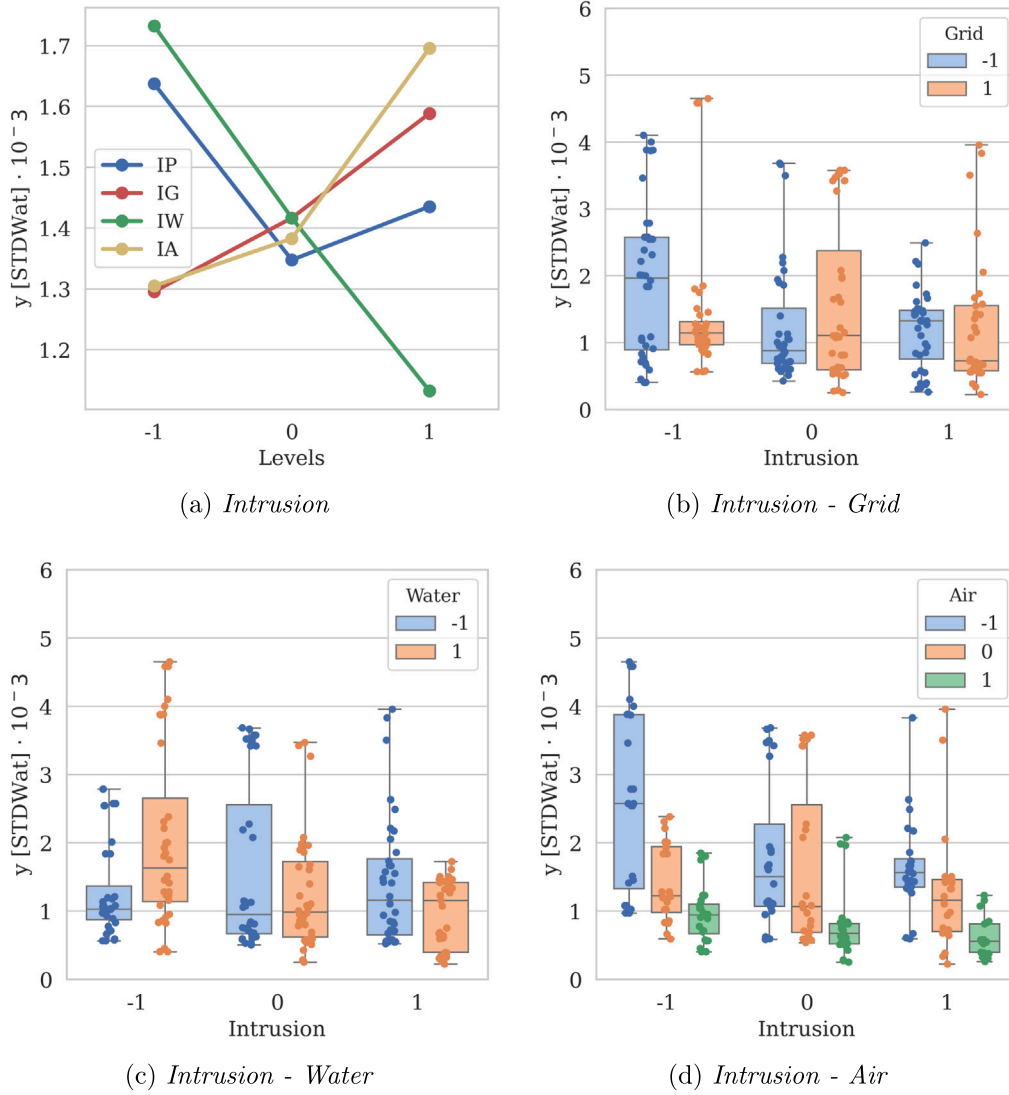 1.7
1.6
1.5
1.4
1.3
1.2
y [STDWat] · 10⁻3
IP
IG
IW
IA
-1 0 1
Levels
(a) Intrusion
6
5
4
3
2
1
0
y [STDWat] · 10⁻3
Grid
-1
1
-1 0 1
Intrusion
(b) Intrusion - Grid
6
5
4
3
2
1
0
y [STDWat] · 10⁻3
Water
-1
1
-1 0 1
Intrusion
(c) Intrusion - Water
6
5
4
3
2
1
0
y [STDWat] · 10⁻3
Air
-1
0
1
-1 0 1
Intrusion
(d) Intrusion - Air